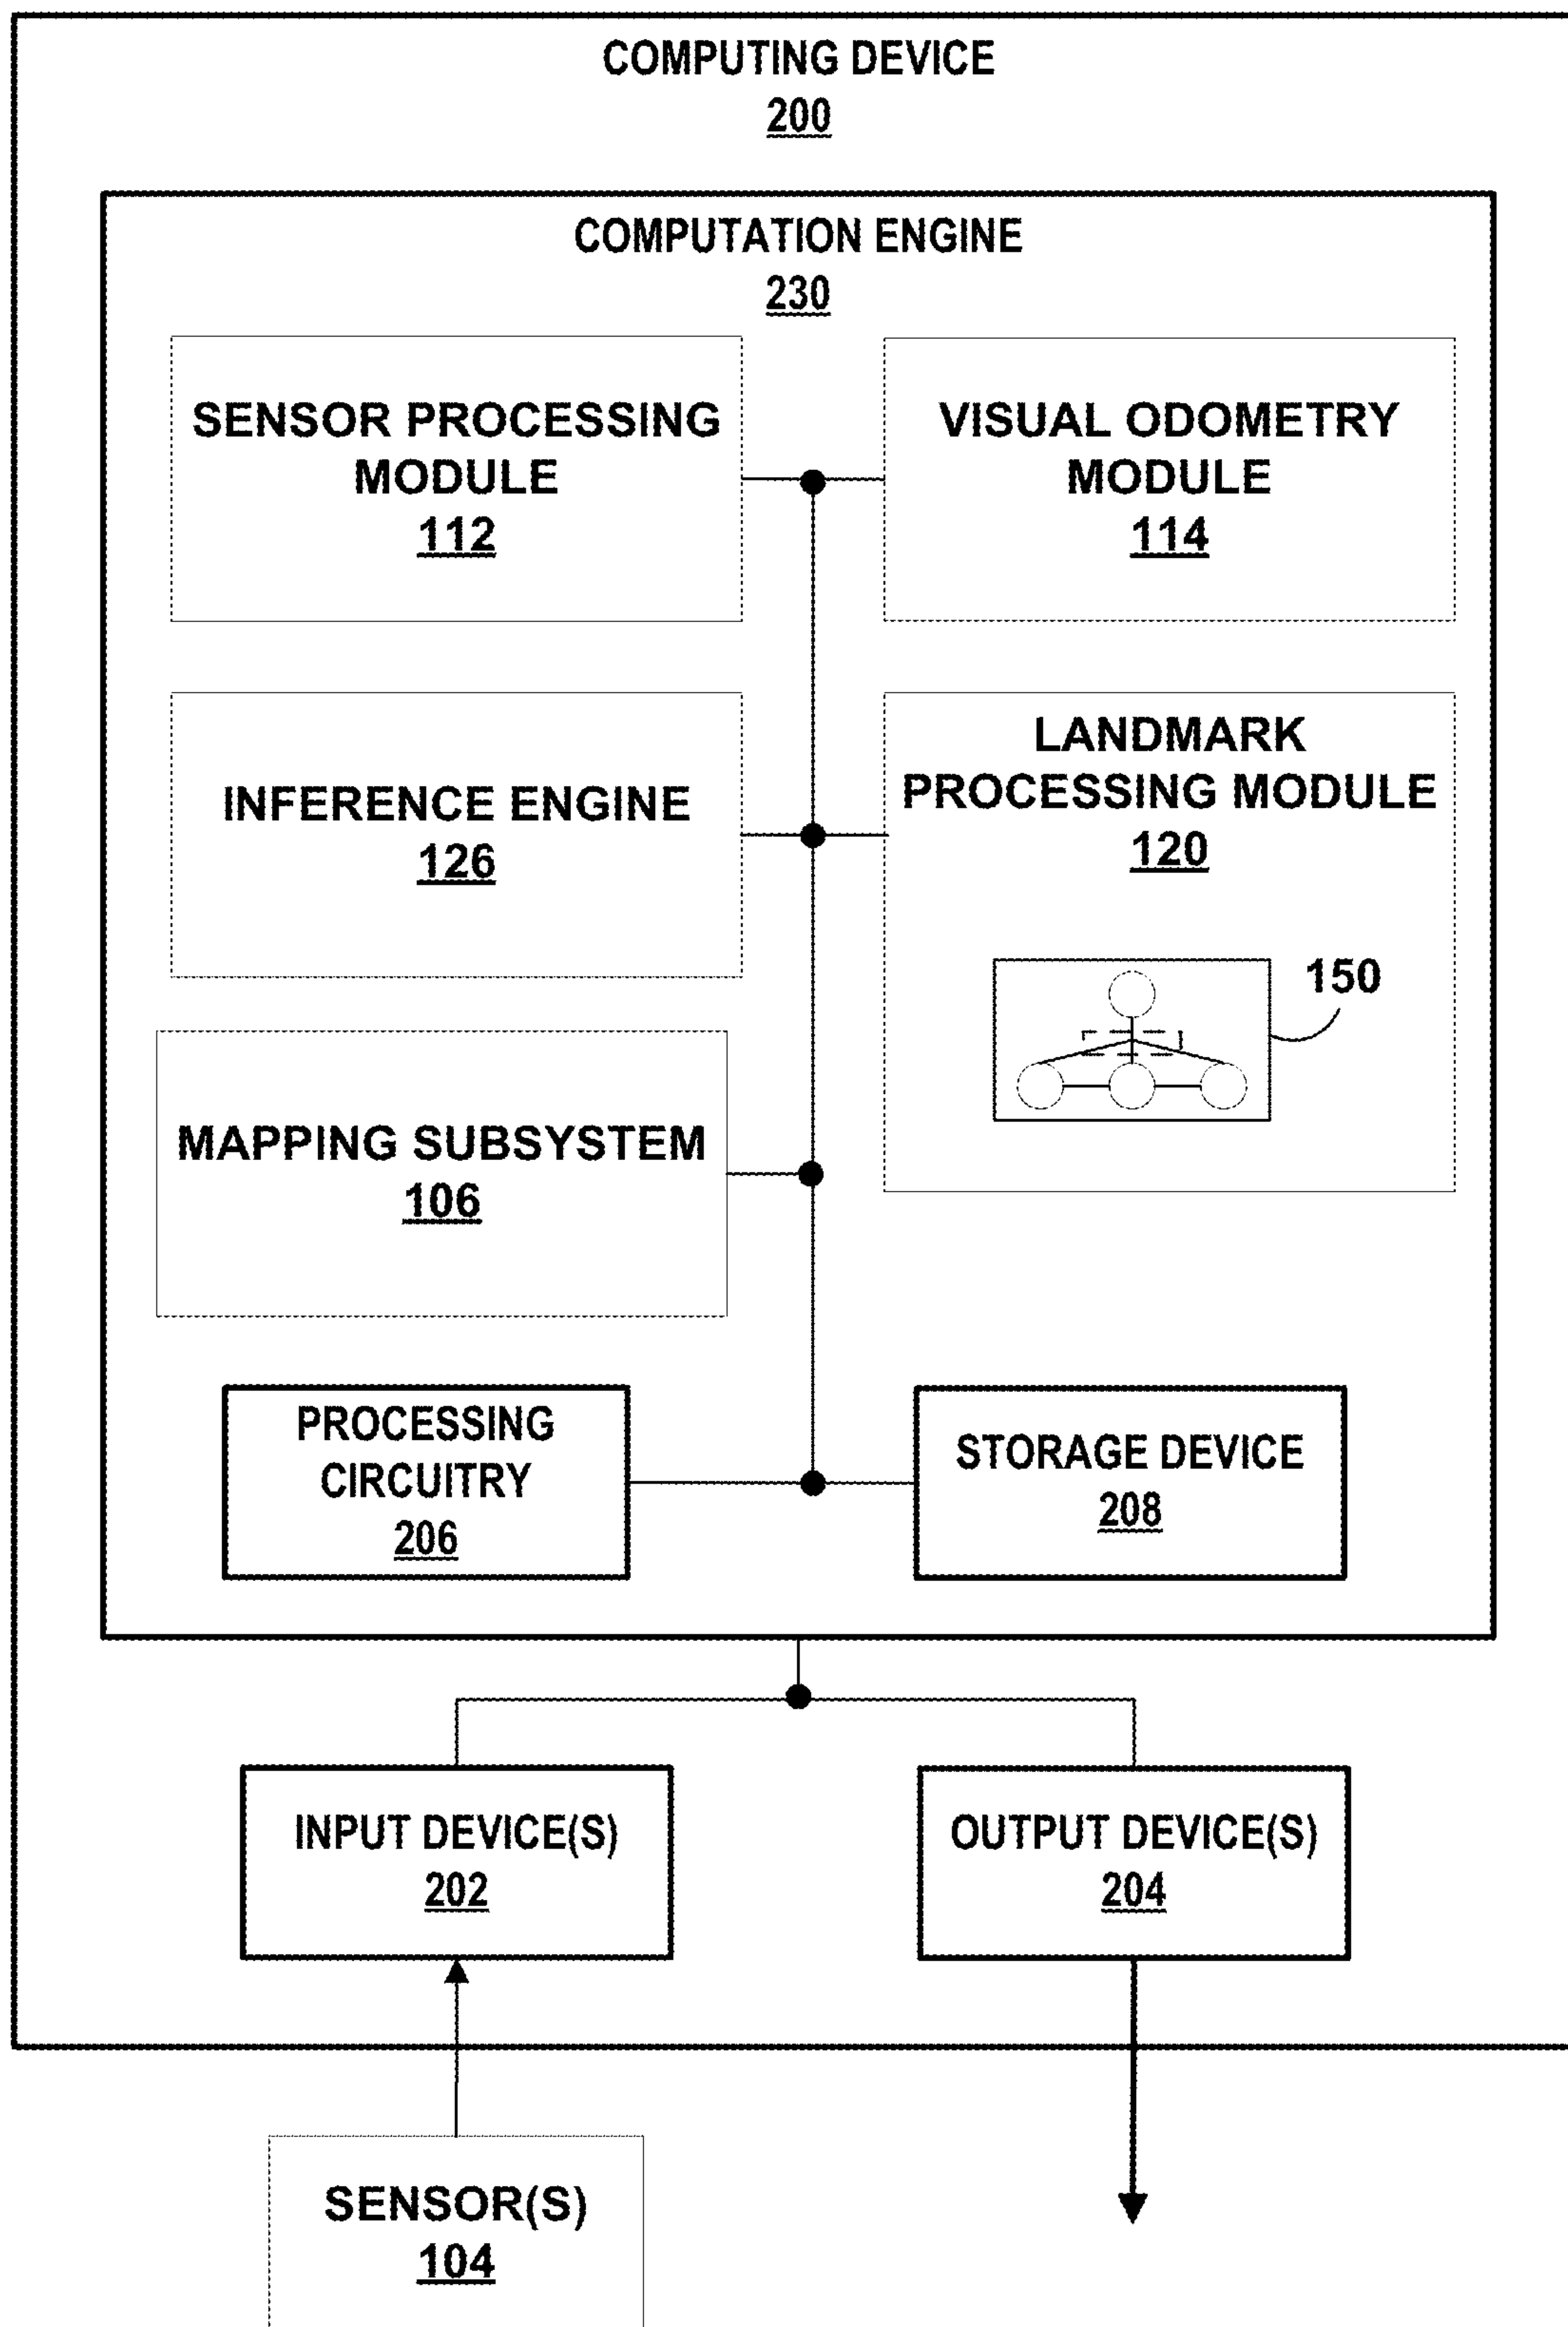 COMPUTING DEVICE
200
COMPUTATION ENGINE
230
SENSOR PROCESSING
MODULE
112
VISUAL ODOMETRY
MODULE
114
INFERENCE ENGINE
126
LANDMARK
PROCESSING MODULE
120
150
MAPPING SUBSYSTEM
106
PROCESSING
CIRCUITRY
206
STORAGE DEVICE
208
INPUT DEVICE(S)
202
OUTPUT DEVICE(S)
204
SENSOR(S)
104